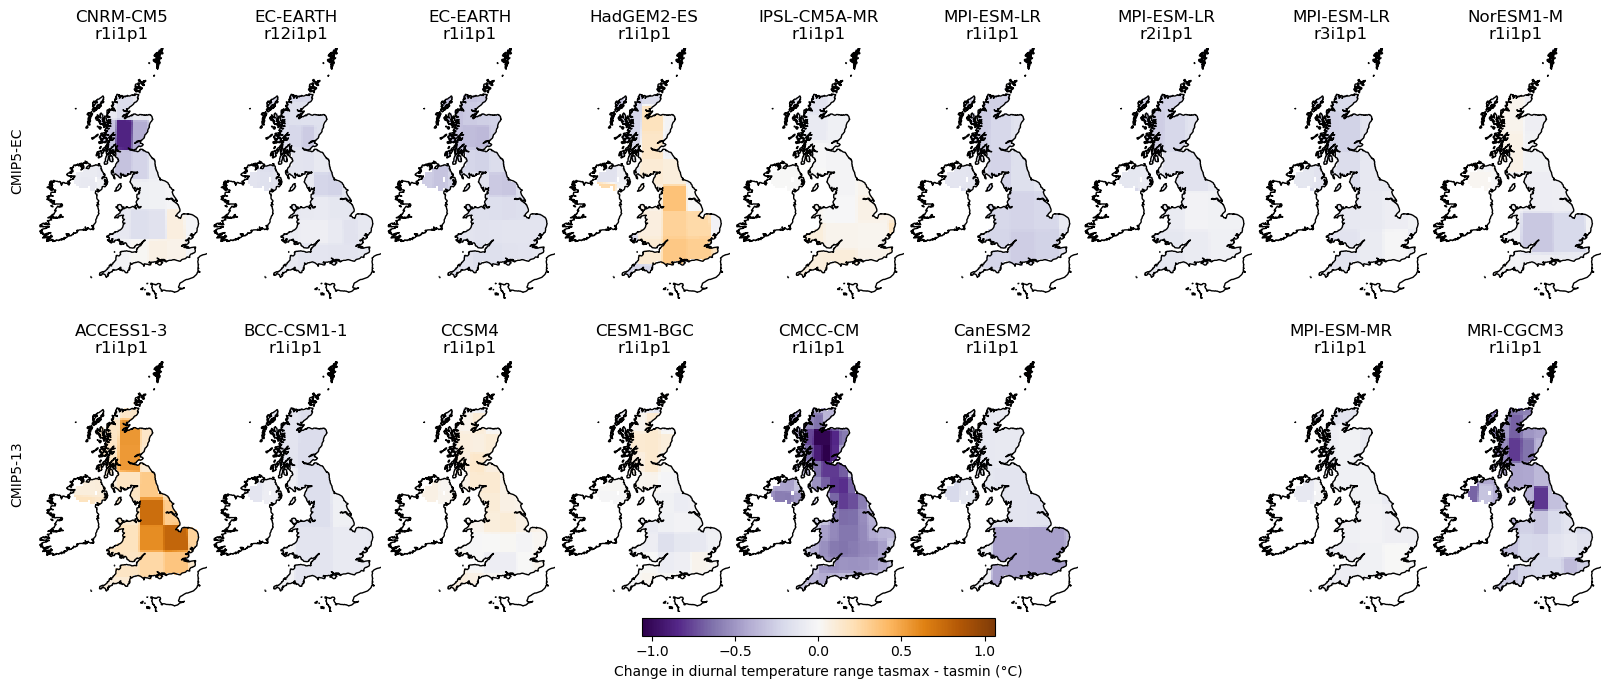 CNRM-CM5
r1i1p1
EC-EARTH
r12i1p1
EC-EARTH
r1i1p1
HadGEM2-ES
r1i1p1
IPSL-CM5A-MR
r1i1p1
MPI-ESM-LR
r1i1p1
MPI-ESM-LR
r2i1p1
MPI-ESM-LR
r3i1p1
NorESM1-M
r1i1p1
CMIP5-EC
ACCESS1-3
r1i1p1
BCC-CSM1-1
r1i1p1
CCSM4
r1i1p1
CESM1-BGC
r1i1p1
CMCC-CM
r1i1p1
CanESM2
r1i1p1
MPI-ESM-MR
r1i1p1
MRI-CGCM3
r1i1p1
CMIP5-13
−1.0 −0.5 0.0 0.5 1.0
Change in diurnal temperature range tasmax - tasmin (°C)